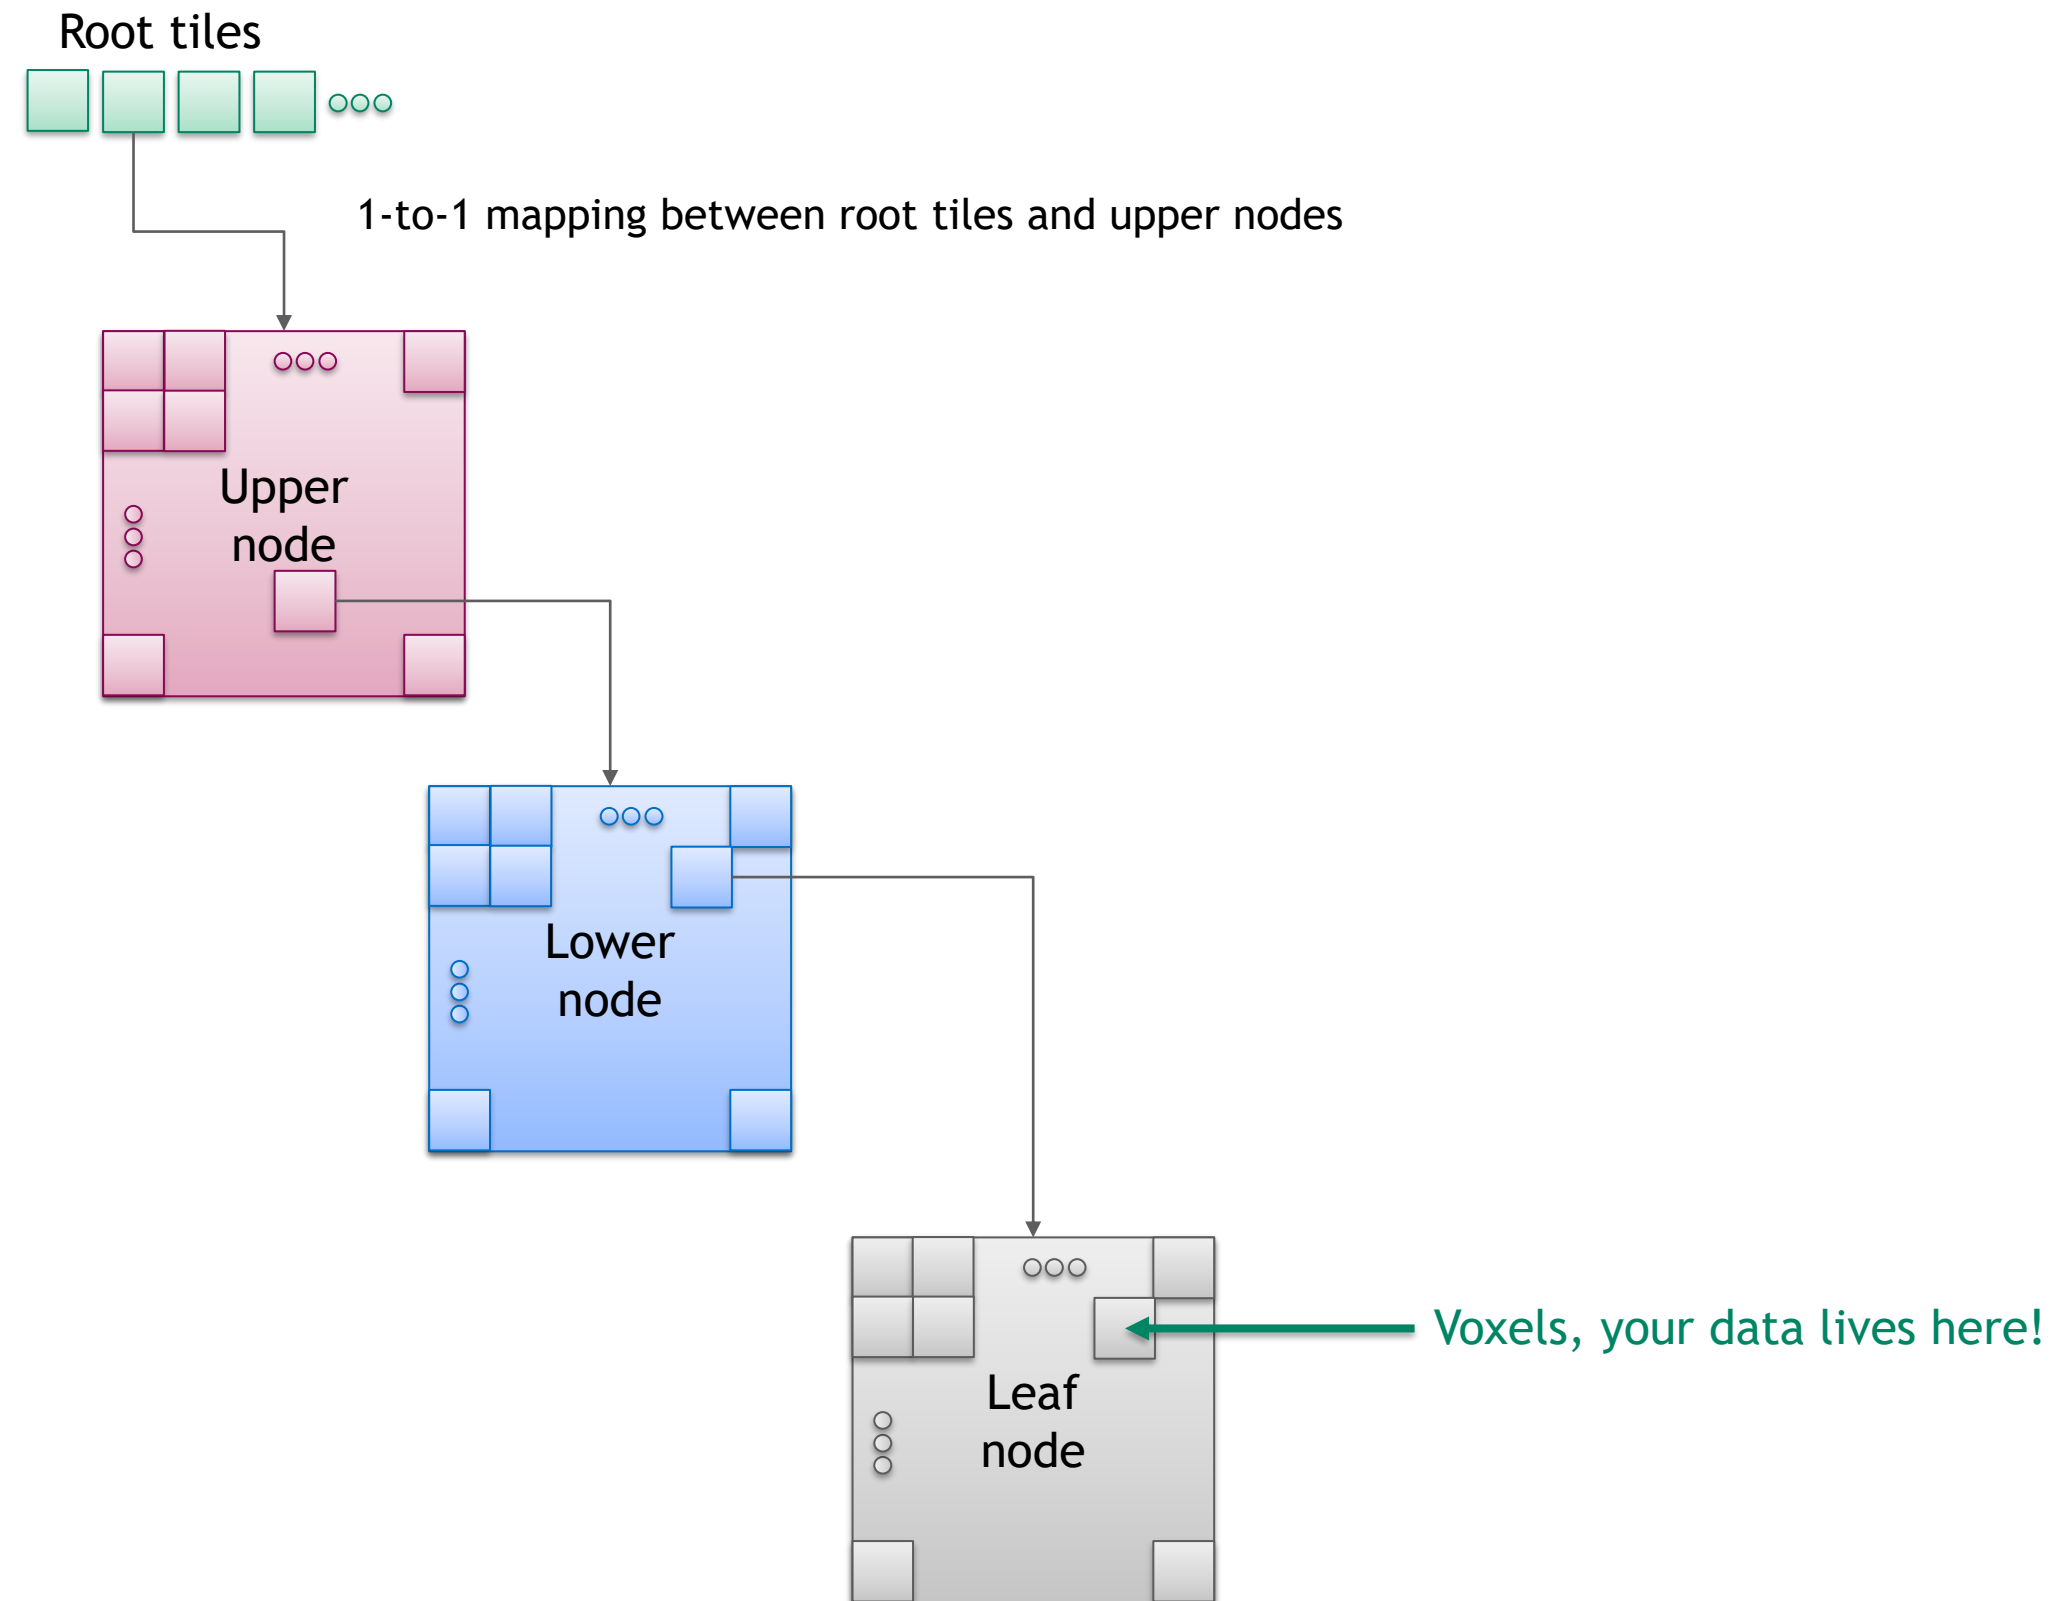 Root tiles
1-to-1 mapping between root tiles and upper nodes
Upper
node
Lower
node
Voxels, your data lives here!
Leaf
node